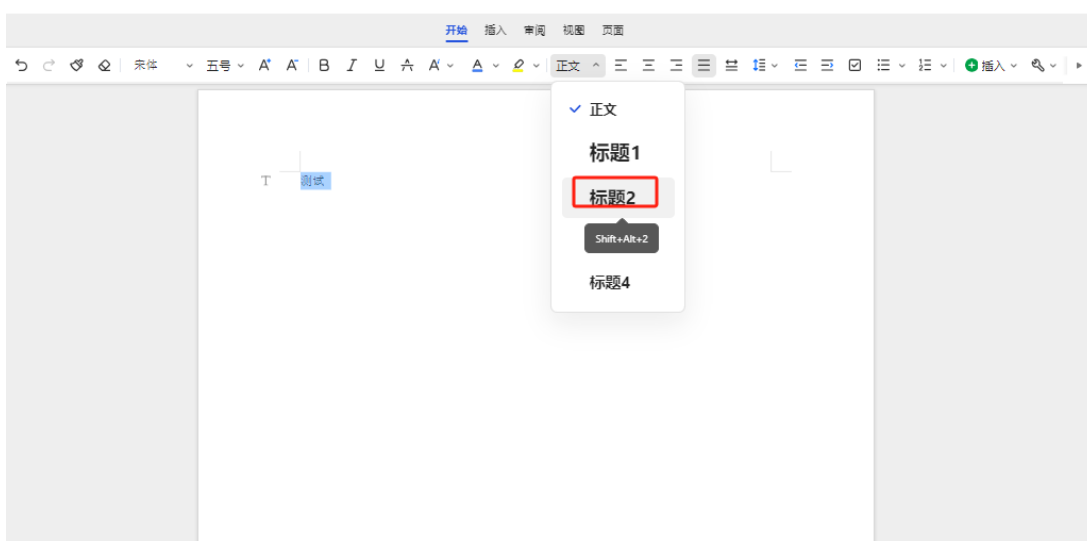 开始 插入 审阅 视图 页面
宋体 五号 A+ A- B I U A A A 正文 插入
正文
标题1
T 测试
标题2
Shift+Alt+2
标题4